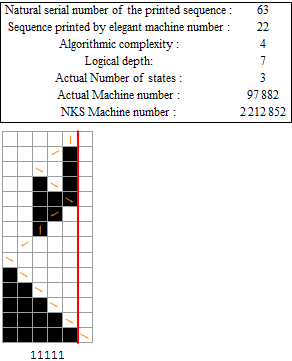 Natural serial number of the printed sequence : 63
Sequence printed by elegant machine number : 22
Algorithmic complexity : 4
Logical depth: 7
Actual Number of states : 3
Actual Machine number : 97 882
NKS Machine number : 2 212 852
11111